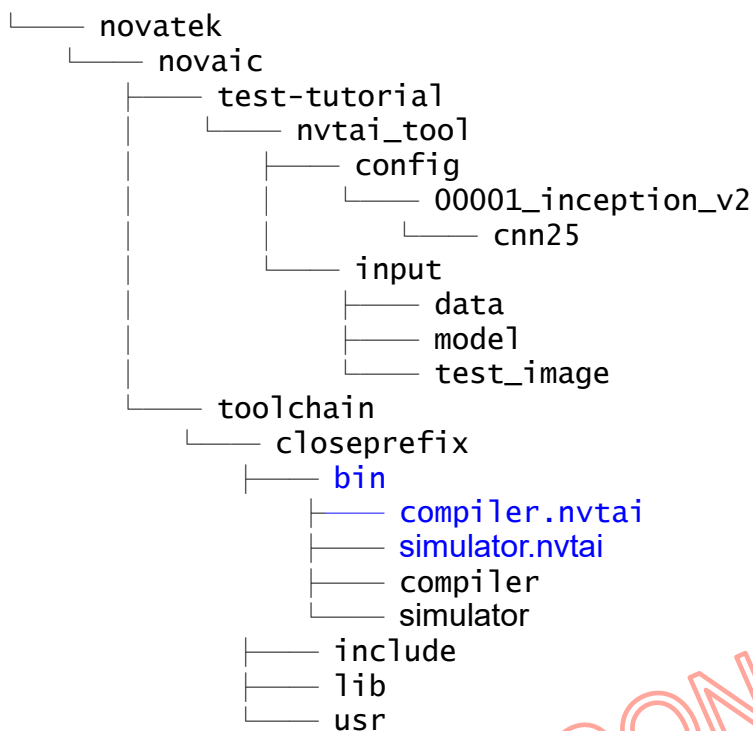 └── novatek
    └── novaic
        ├── test-tutorial
        │   └── nvtai_tool
        │       ├── config
        │       │   └── 00001_inception_v2
        │       │       └── cnn25
        │       └── input
        │           ├── data
        │           ├── model
        │           └── test_image
        └── toolchain
            └── closeprefix
                ├── bin
                │   ├── compiler.nvtai
                │   ├── simulator.nvtai
                │   ├── compiler
                │   └── simulator
                ├── include
                ├── lib
                └── usr